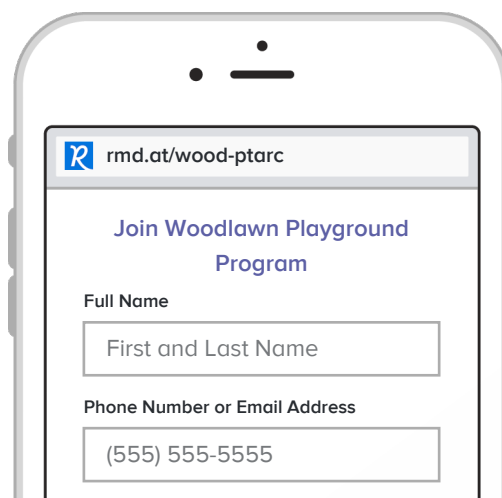 rmd.at/wood-ptarc
Join Woodlawn Playground
Program
Full Name
First and Last Name
Phone Number or Email Address
(555) 555-5555